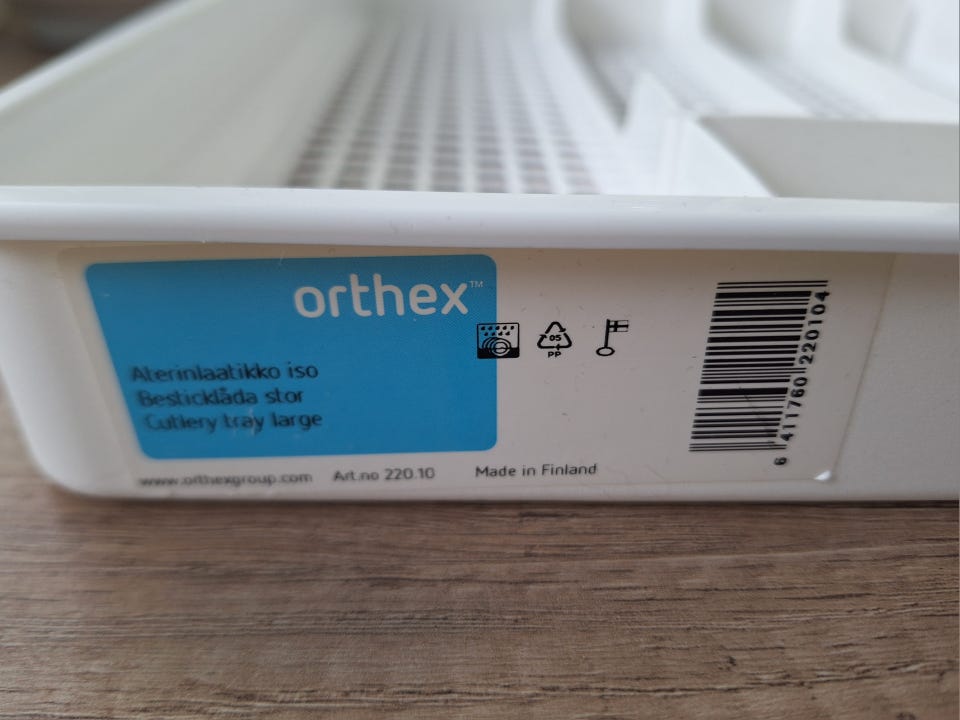 orthex™
Aterinlaatikko iso
Besticklåda stor
Cutlery tray large
05
PP
www.orthexgroup.com Art.no 220.10 Made in Finland
6 411760 220104